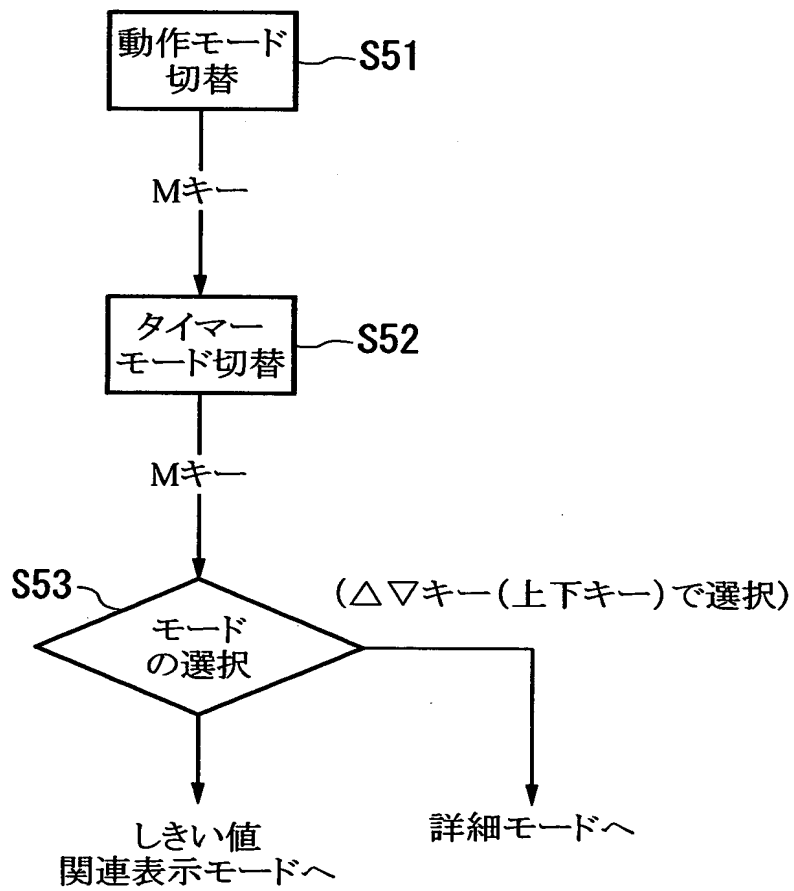 動作モード
切替
S51
Mキー
タイマー
モード切替
S52
Mキー
S53
(△▽キー(上下キー)で選択)
モード
の選択
しきい値
関連表示モードへ
詳細モードへ